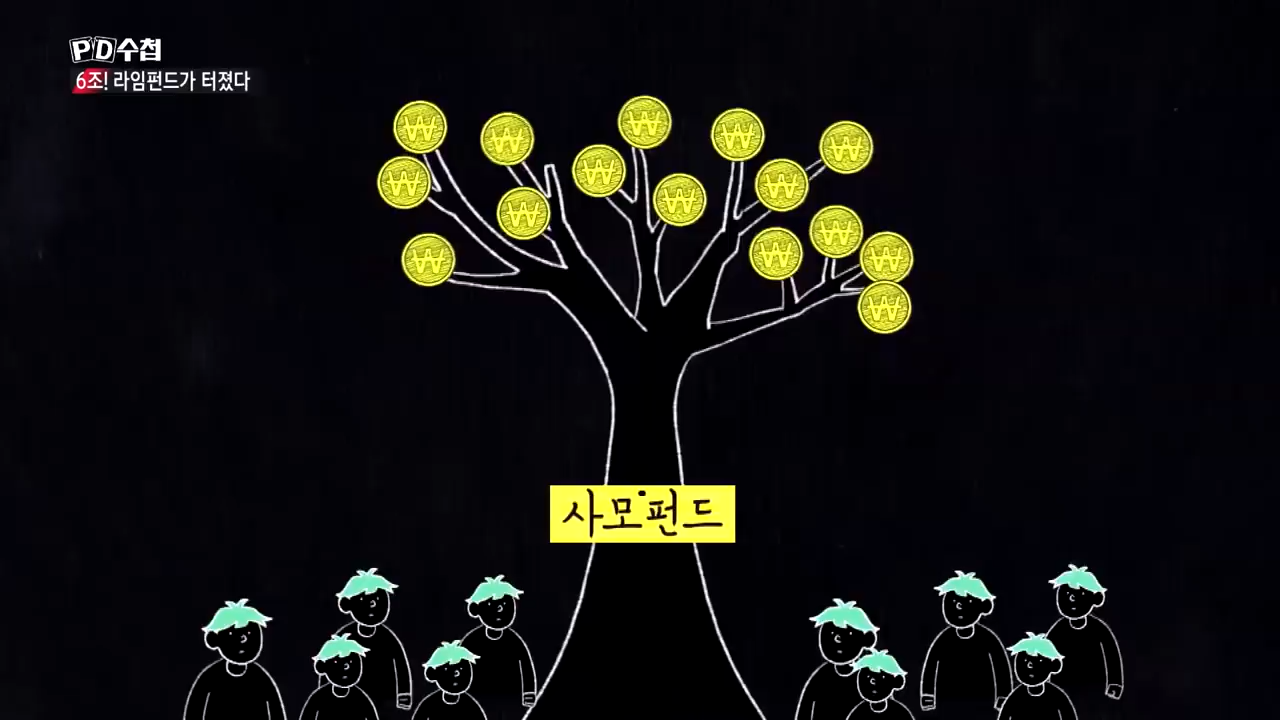 PD수첩
6조! 라임펀드가 터졌다
₩ ₩ ₩ ₩ ₩
₩ ₩ ₩
₩ ₩
₩ ₩ ₩ ₩
₩
사모펀드